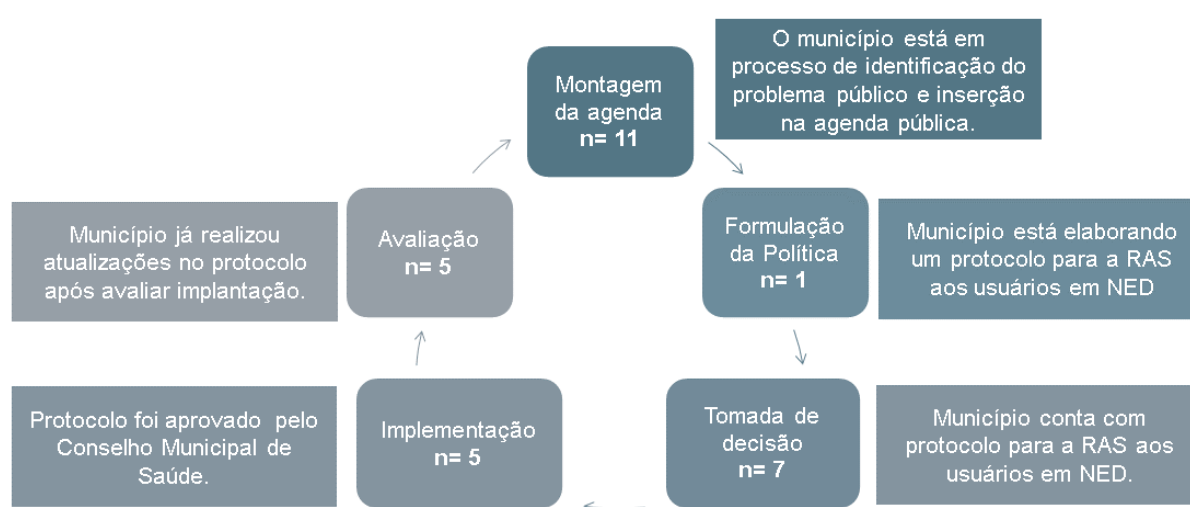 Montagem
da agenda
n= 11
O município está em
processo de identificação do
problema público e inserção
na agenda pública.
Formulação
da Política
n= 1
Município está elaborando
um protocolo para a RAS
aos usuários em NED
Tomada de
decisão
n= 7
Município conta com
protocolo para a RAS aos
usuários em NED.
Implementação
n= 5
Protocolo foi aprovado pelo
Conselho Municipal de
Saúde.
Avaliação
n= 5
Município já realizou
atualizações no protocolo
após avaliar implantação.